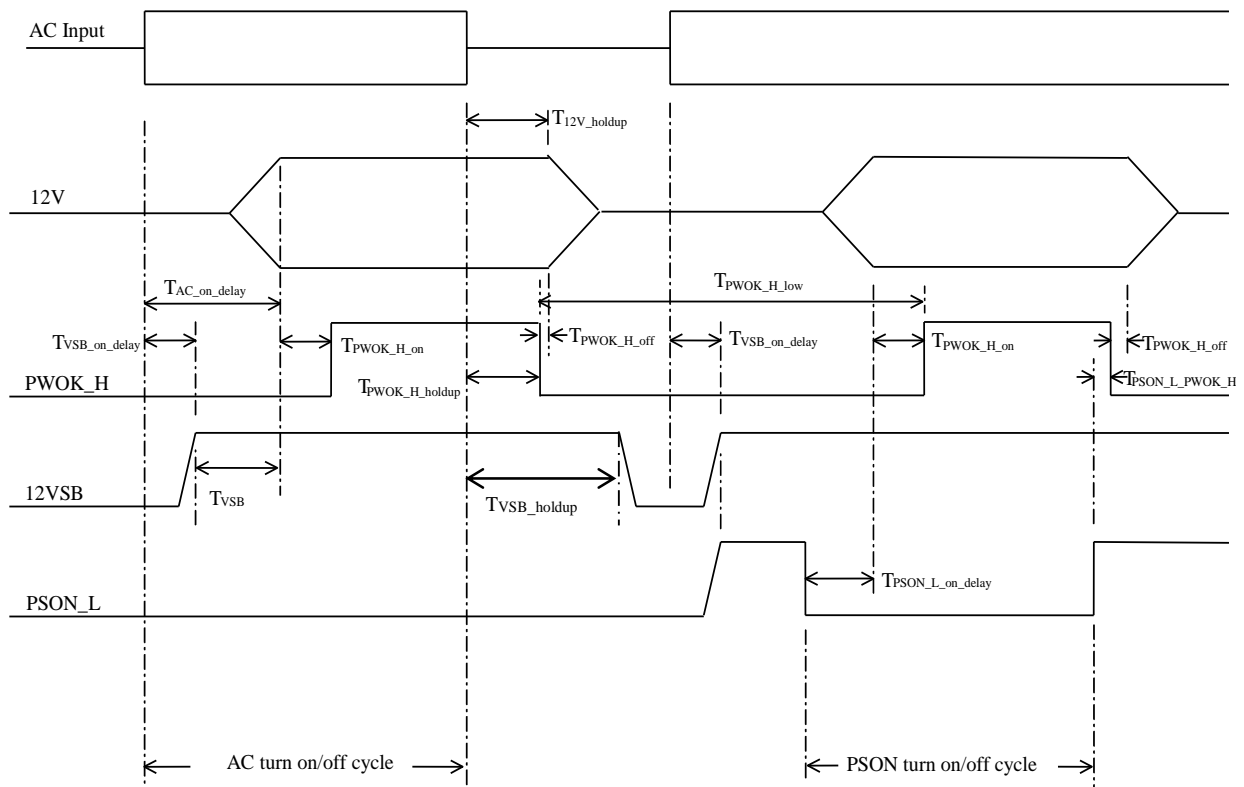 AC Input
T12V_holdup
12V
TAC_on_delay
TPWOK_H_low
TVSB_on_delay
TPWOK_H_on
TPWOK_H_off
TVSB_on_delay
TPWOK_H_on
TPWOK_H_off
PWOK_H
TPWOK_H_holdup
TPSON_L_PWOK_H
12VSB
TVSB
TVSB_holdup
TPSON_L_on_delay
PSON_L
AC turn on/off cycle
PSON turn on/off cycle